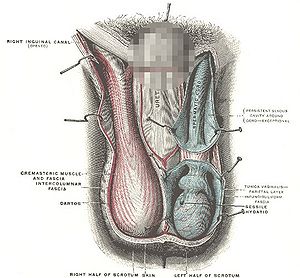 RIGHT INGUINAL CANAL
(OPENED)
PERSISTENT SEROUS
CAVITY AROUND
CORD—EXCEPTIONAL
CREMASTERIC MUSCLE
AND FASCIA
INTERCOLUMNAR
FASCIA
DARTOS
TUNICA VAGINALIS
PARIETAL LAYER
INFUNDIBULIFORM
FASCIA
SESSILE
HYDATID
RIGHT HALF OF SCROTUM SKIN
LEFT HALF OF SCROTUM